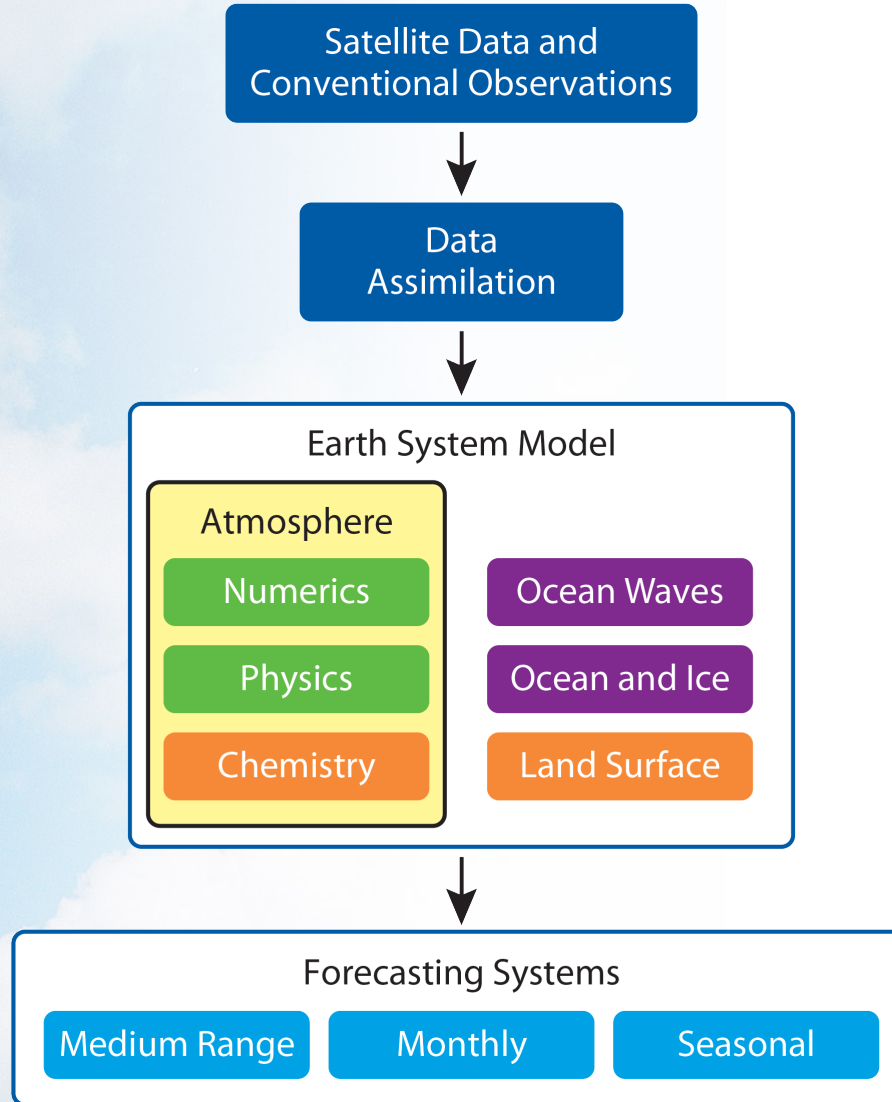 Satellite Data and
Conventional Observations
Data
Assimilation
Earth System Model
Atmosphere
Numerics
Physics
Chemistry
Ocean Waves
Ocean and Ice
Land Surface
Forecasting Systems
Medium Range
Monthly
Seasonal